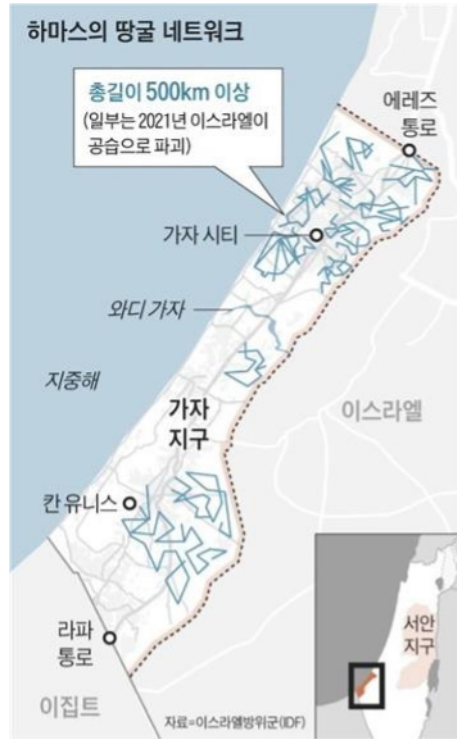 하마스의 땅굴 네트워크
총길이 500km 이상
(일부는 2021년 이스라엘이
공습으로 파괴)
에레즈
통로
가자 시티
와디 가자
지중해
가자
지구
이스라엘
칸 유니스
라파
통로
서안
지구
이집트
자료=이스라엘방위군(IDF)